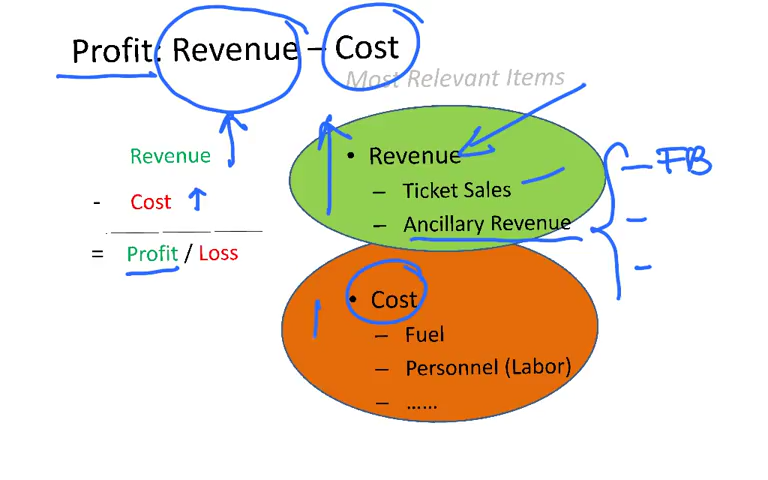 Profit: Revenue – Cost
Most Relevant Items
Revenue
- Cost
= Profit / Loss
• Revenue
– Ticket Sales
– Ancillary Revenue
– FB
–
–
• Cost
– Fuel
– Personnel (Labor)
– ......